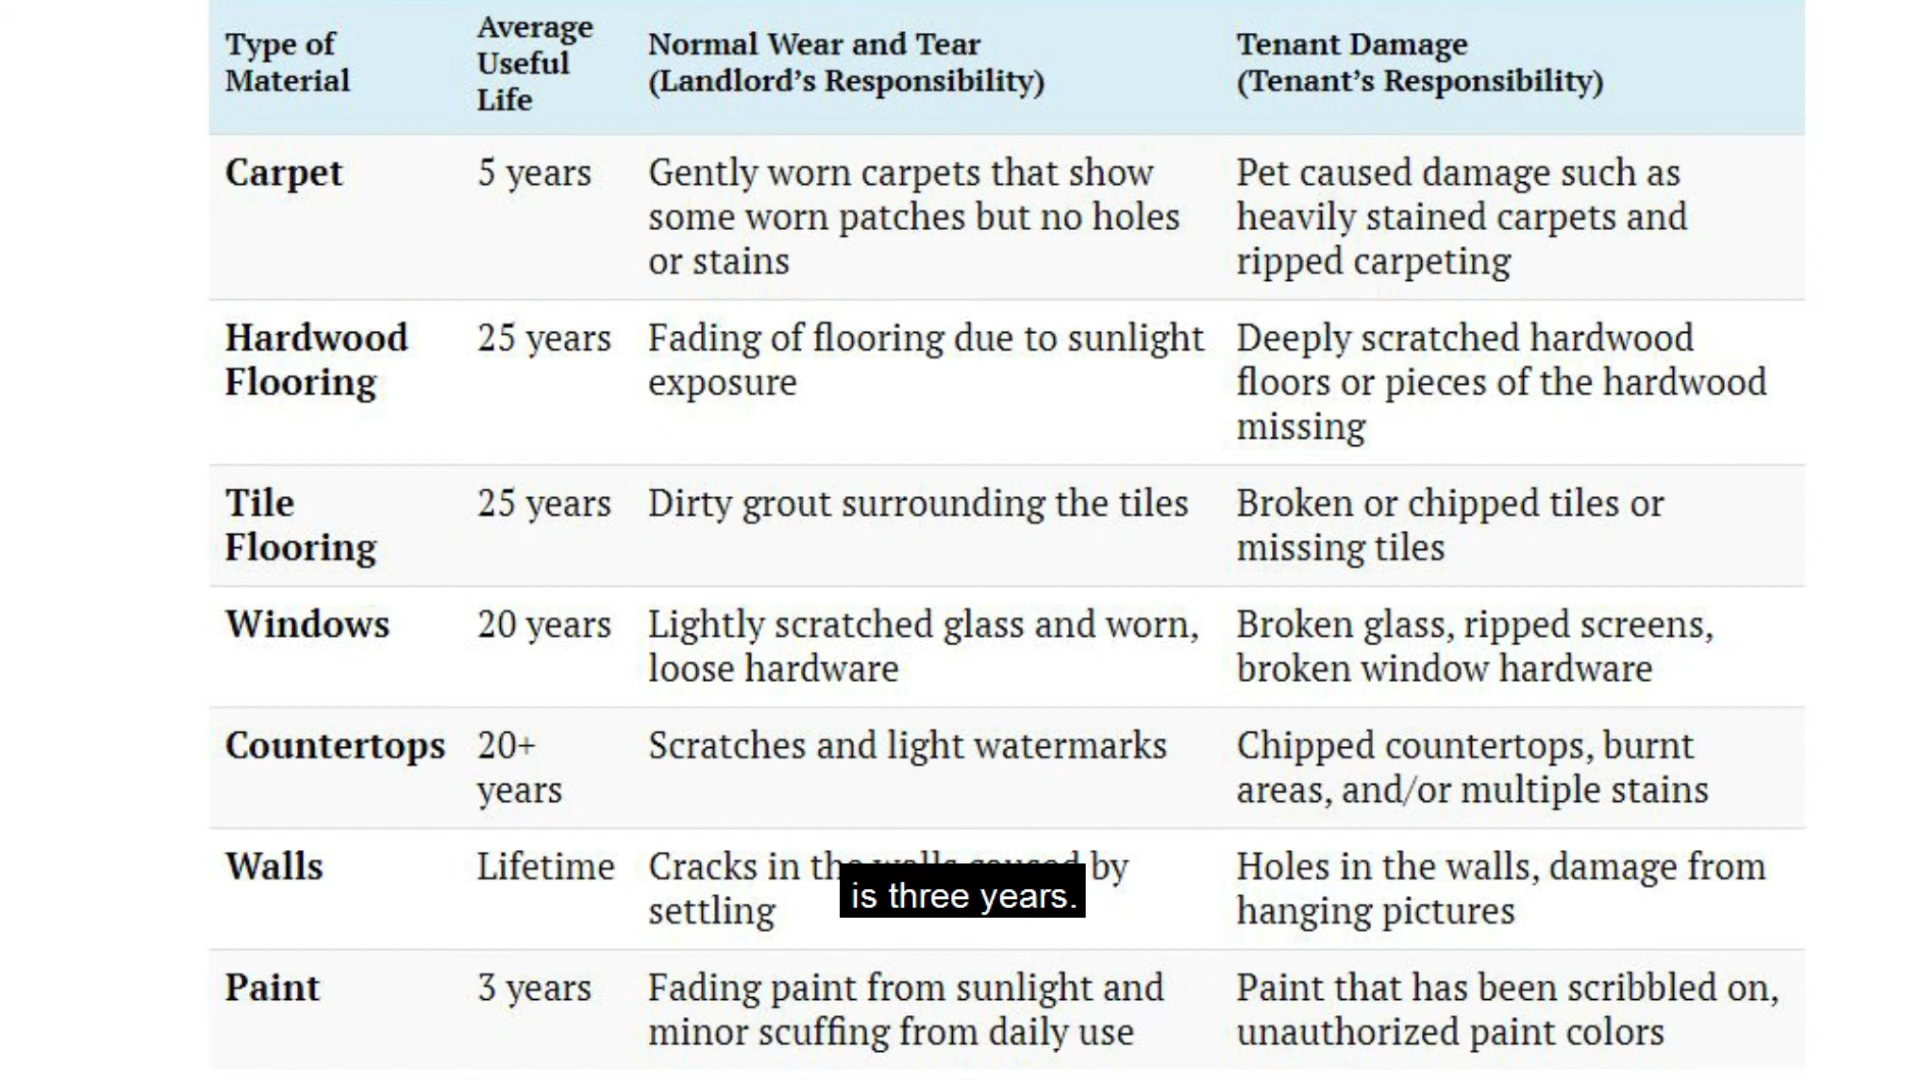 Type of Material
Average Useful Life
Normal Wear and Tear (Landlord's Responsibility)
Tenant Damage (Tenant's Responsibility)
Carpet
5 years
Gently worn carpets that show
some worn patches but no holes
or stains
Pet caused damage such as
heavily stained carpets and
ripped carpeting
Hardwood
Flooring
25 years
Fading of flooring due to sunlight
exposure
Deeply scratched hardwood
floors or pieces of the hardwood
missing
Tile
Flooring
25 years
Dirty grout surrounding the tiles
Broken or chipped tiles or
missing tiles
Windows
20 years
Lightly scratched glass and worn,
loose hardware
Broken glass, ripped screens,
broken window hardware
Countertops
20+
years
Scratches and light watermarks
Chipped countertops, burnt
areas, and/or multiple stains
Walls
Lifetime
Cracks in the walls caused by
settling
Holes in the walls, damage from
hanging pictures
is three years.
Paint
3 years
Fading paint from sunlight and
minor scuffing from daily use
Paint that has been scribbled on,
unauthorized paint colors